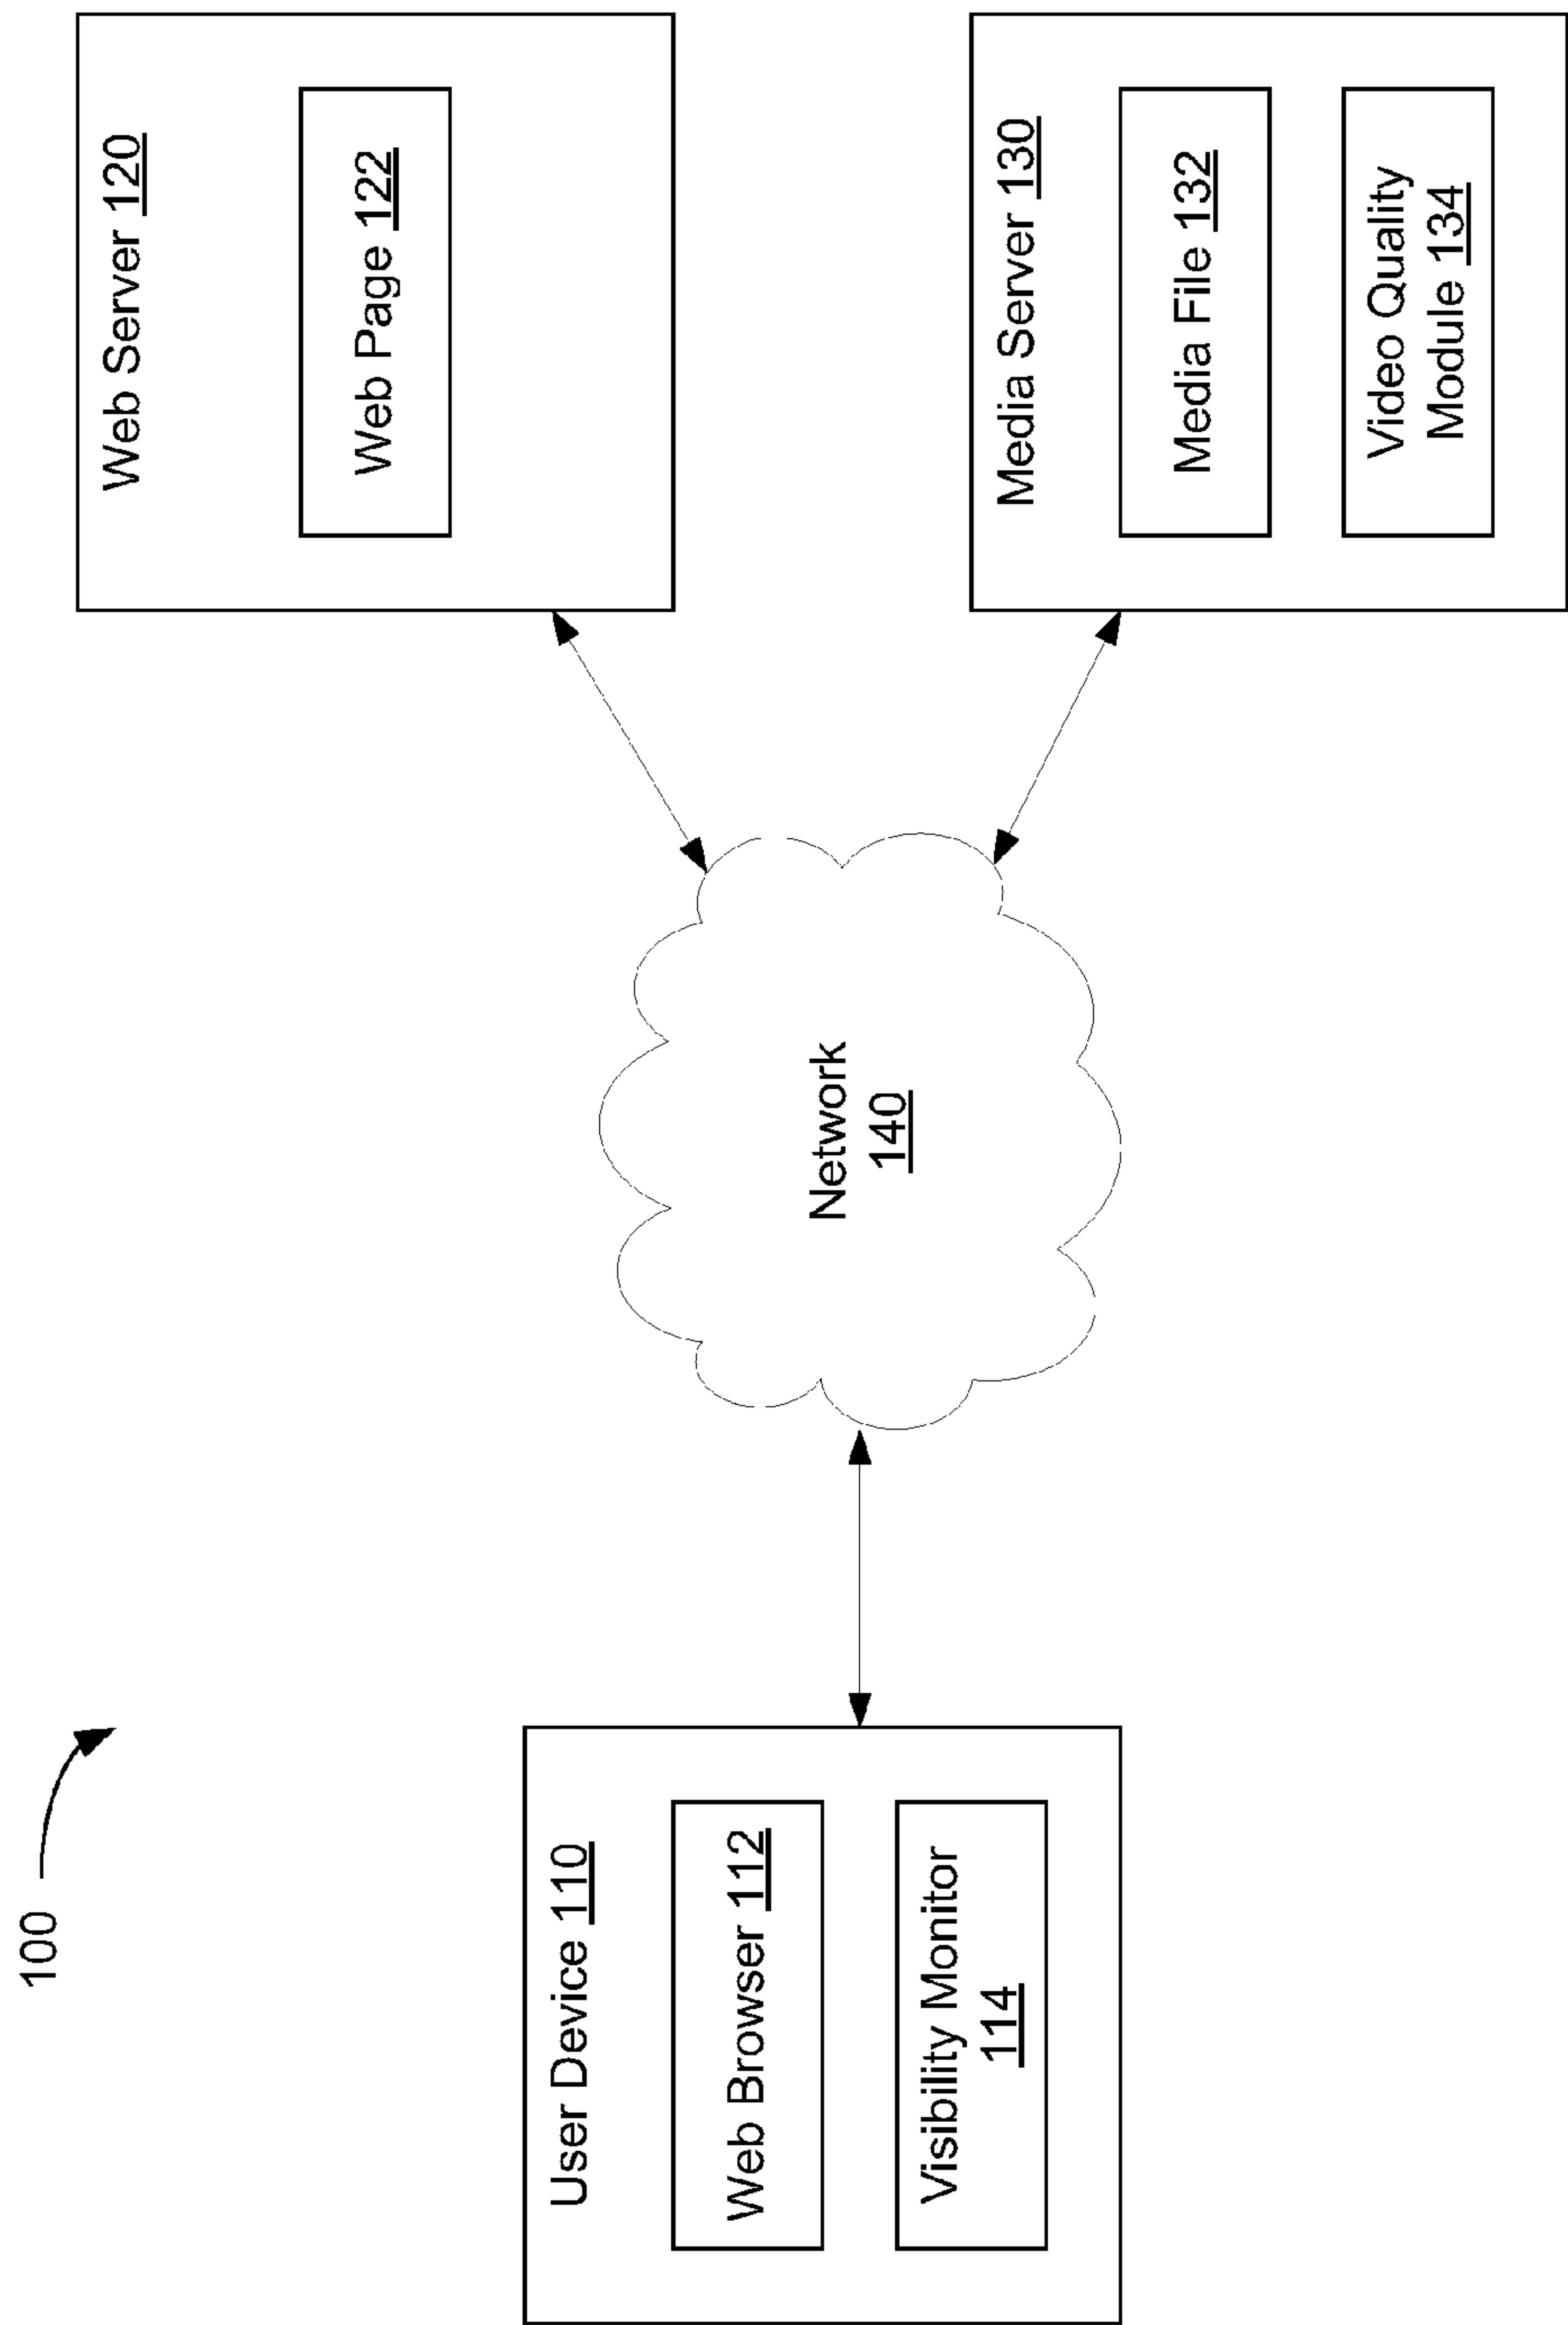 100
User Device 110
Web Browser 112
Visibility Monitor
114
Network
140
Web Server 120
Web Page 122
Media Server 130
Media File 132
Video Quality
Module 134